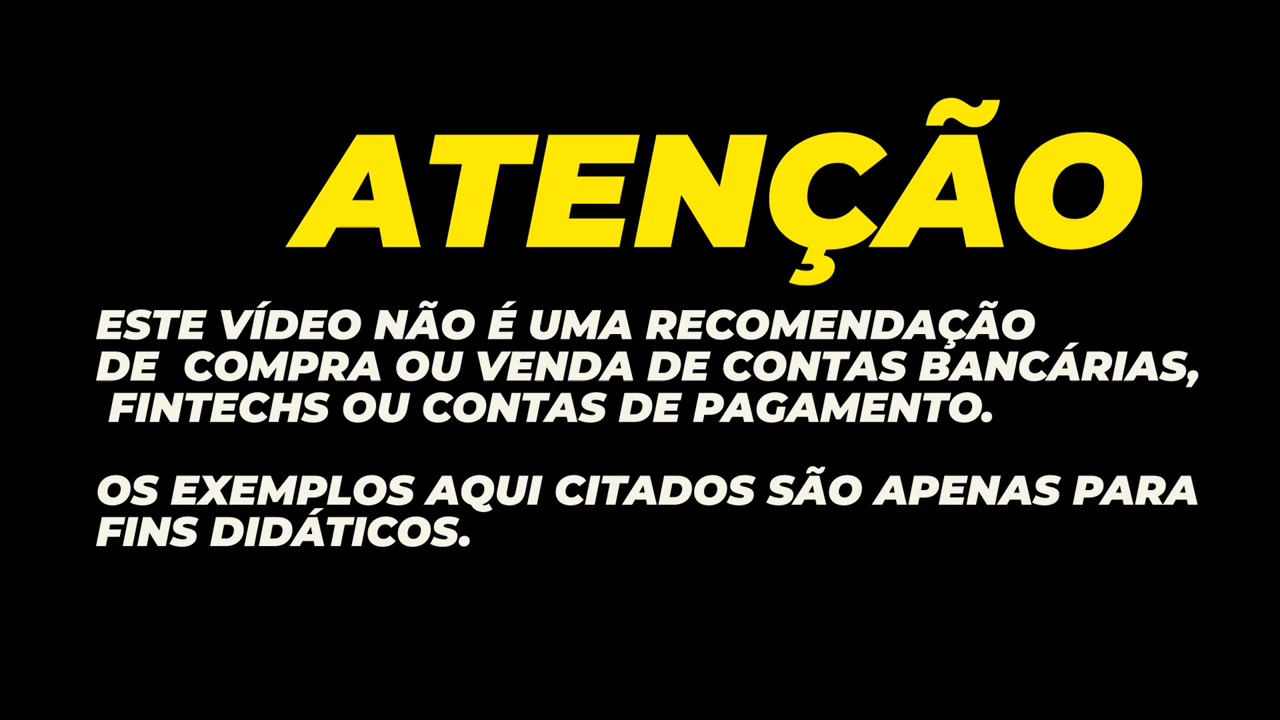 ATENÇÃO
ESTE VÍDEO NÃO É UMA RECOMENDAÇÃO
DE COMPRA OU VENDA DE CONTAS BANCÁRIAS,
FINTECHS OU CONTAS DE PAGAMENTO.
OS EXEMPLOS AQUI CITADOS SÃO APENAS PARA
FINS DIDÁTICOS.